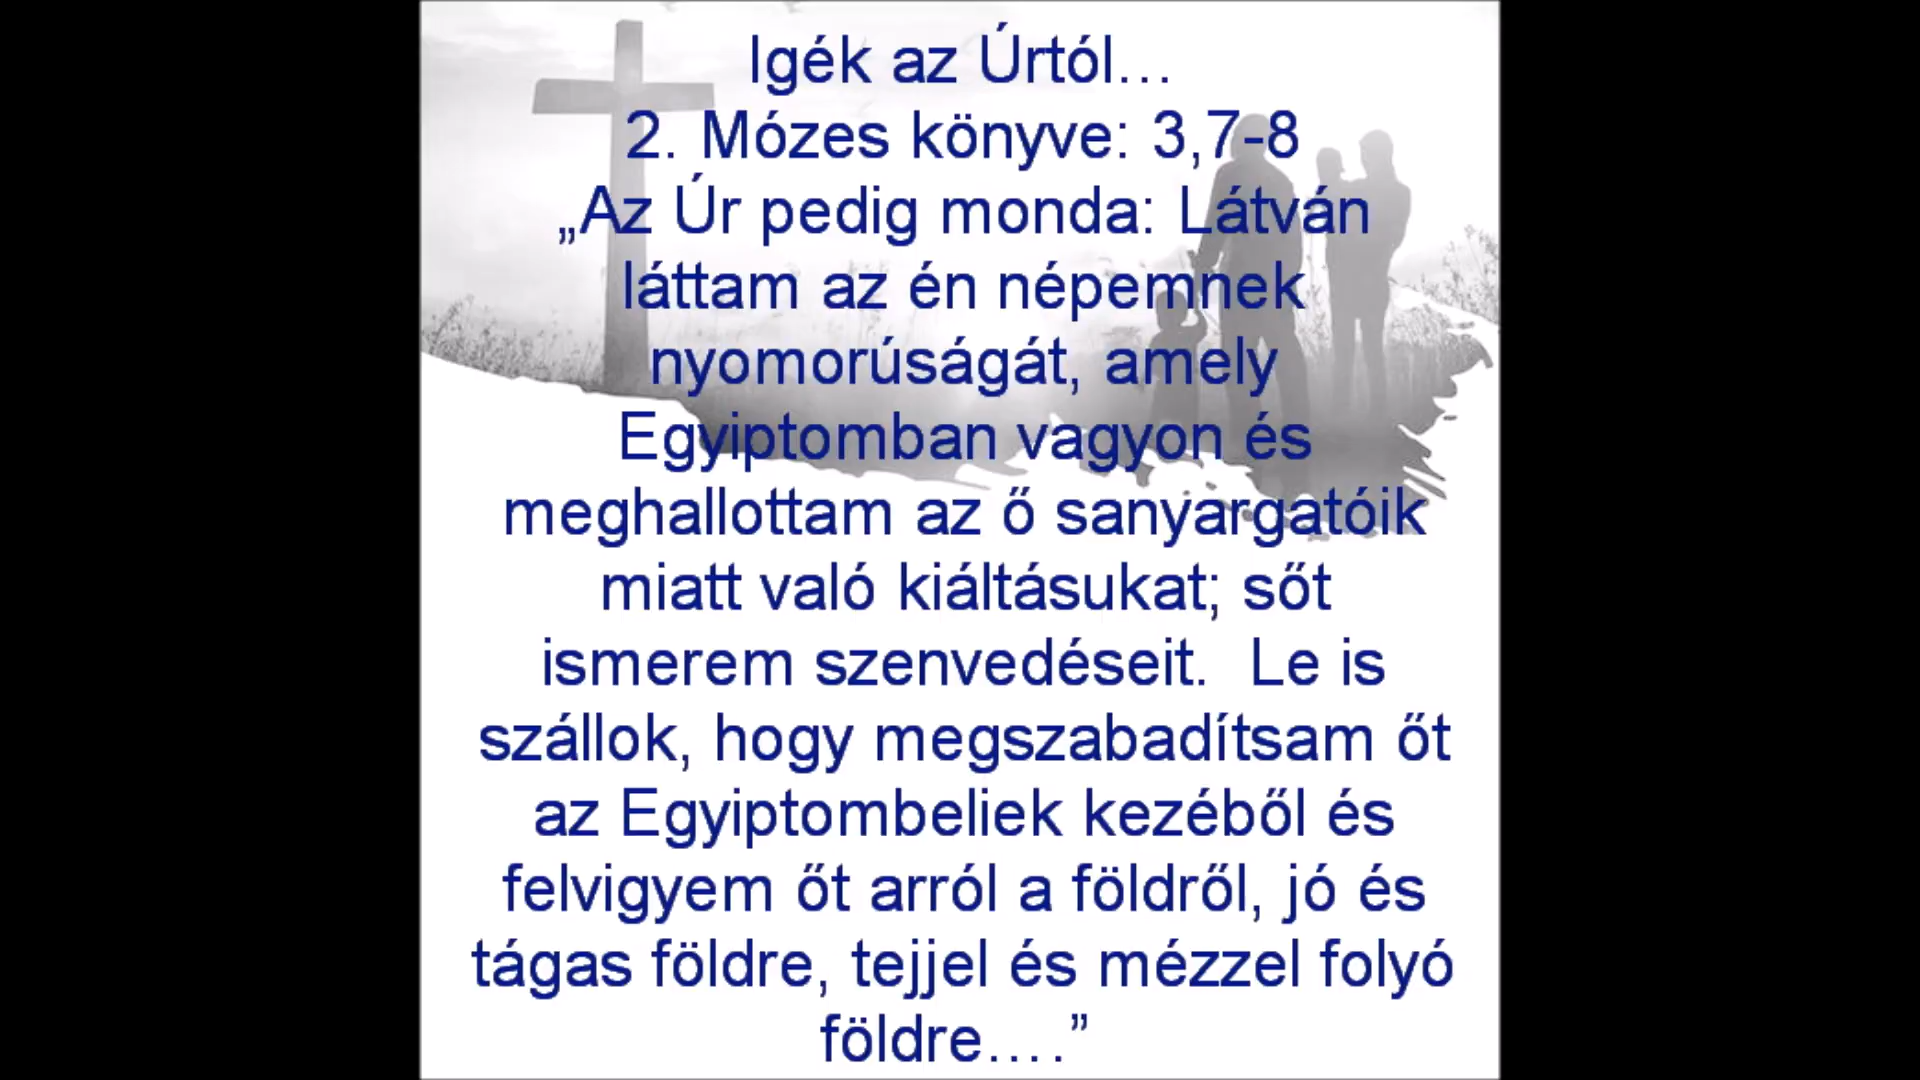 Igék az Úrtól…
2. Mózes könyve: 3,7-8
„Az Úr pedig monda: Látván
láttam az én népemnek
nyomorúságát, amely
Egyiptomban vagyon és
meghallottam az ő sanyargatóik
miatt való kiáltásukat; sőt
ismerem szenvedéseit.  Le is
szállok, hogy megszabadítsam őt
az Egyiptombeliek kezéből és
felvigyem őt arról a földről, jó és
tágas földre, tejjel és mézzel folyó
földre….”